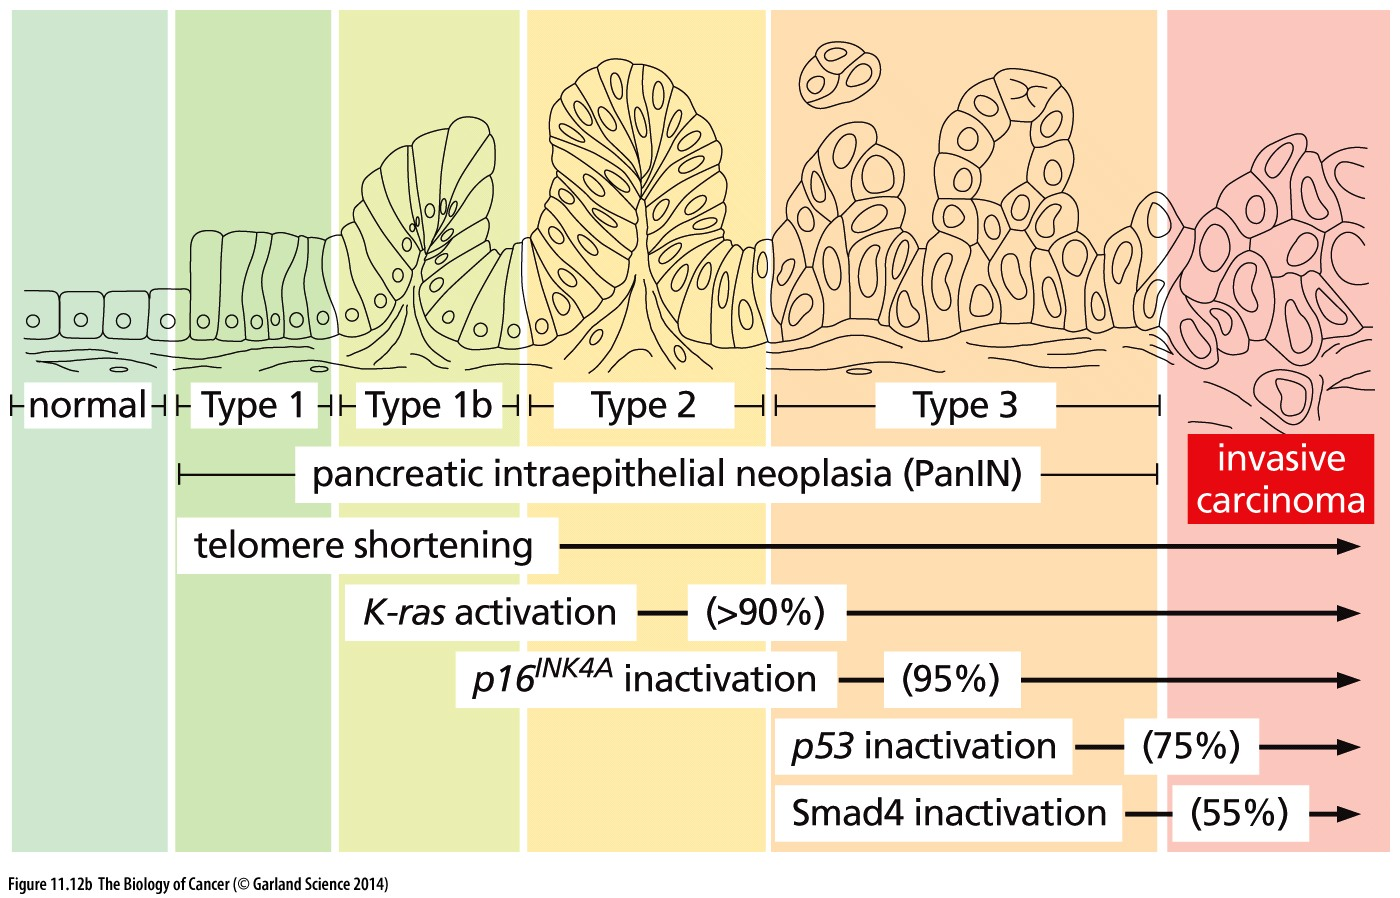 normal Type 1 Type 1b Type 2 Type 3
pancreatic intraepithelial neoplasia (PanIN)
invasive
carcinoma
telomere shortening
K-ras activation (>90%)
p16INK4A inactivation (95%)
p53 inactivation (75%)
Smad4 inactivation (55%)
Figure 11.12b The Biology of Cancer (© Garland Science 2014)